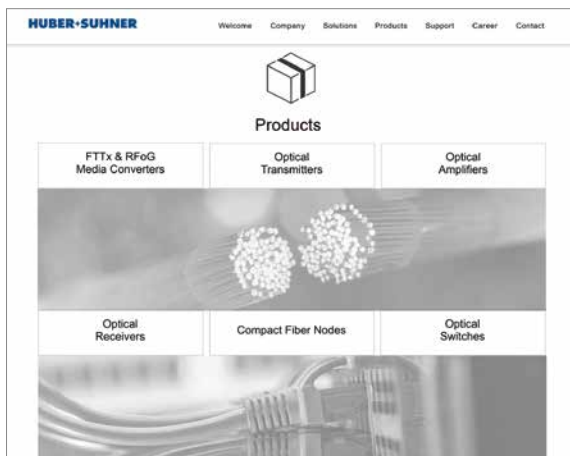 HUBER+SUHNER
Welcome Company Solutions Products Support Career Contact
Products
FTTx & RFoG
Media Converters
Optical
Transmitters
Optical
Amplifiers
Optical
Receivers
Compact Fiber Nodes
Optical
Switches